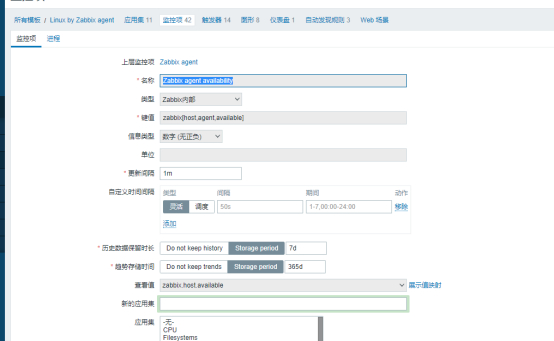 所有模板 / Linux by Zabbix agent 应用集 11 监控项 42 触发器 14 图形 8 仪表盘 1 自动发现规则 3 Web 场景
监控项 进程
上层监控项 Zabbix agent
* 名称 Zabbix agent availability
类型 Zabbix内部
* 键值 zabbix[host,agent,available]
信息类型 数字 (无正负)
单位
* 更新间隔 1m
自定义时间间隔 类型 间隔 期间 动作
灵活 调度 50s 1-7,00:00-24:00 移除
添加
* 历史数据保留时长 Do not keep history Storage period 7d
* 趋势存储时间 Do not keep trends Storage period 365d
查看值 zabbix.host.available 展示值映射
新的应用集
应用集 -无-
CPU
Filesystems